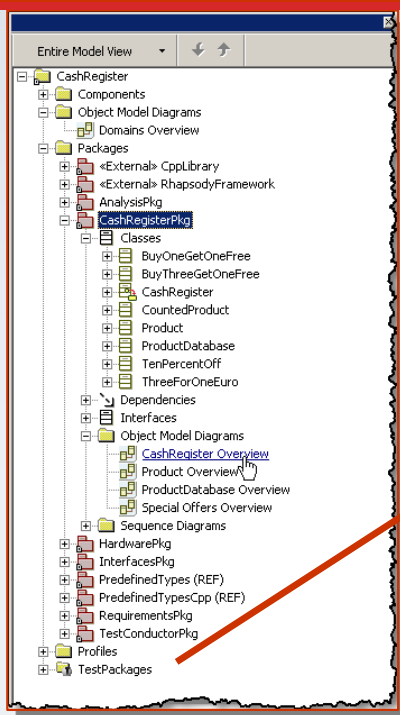 Entire Model View
CashRegister
Components
Object Model Diagrams
Domains Overview
Packages
«External» CppLibrary
«External» RhapsodyFramework
AnalysisPkg
CashRegisterPkg
Classes
BuyOneGetOneFree
BuyThreeGetOneFree
CashRegister
CountedProduct
Product
ProductDatabase
TenPercentOff
ThreeForOneEuro
Dependencies
Interfaces
Object Model Diagrams
CashRegister Overview
Product Overview
ProductDatabase Overview
Special Offers Overview
Sequence Diagrams
HardwarePkg
InterfacesPkg
PredefinedTypes (REF)
PredefinedTypesCpp (REF)
RequirementsPkg
TestConductorPkg
Profiles
TestPackages